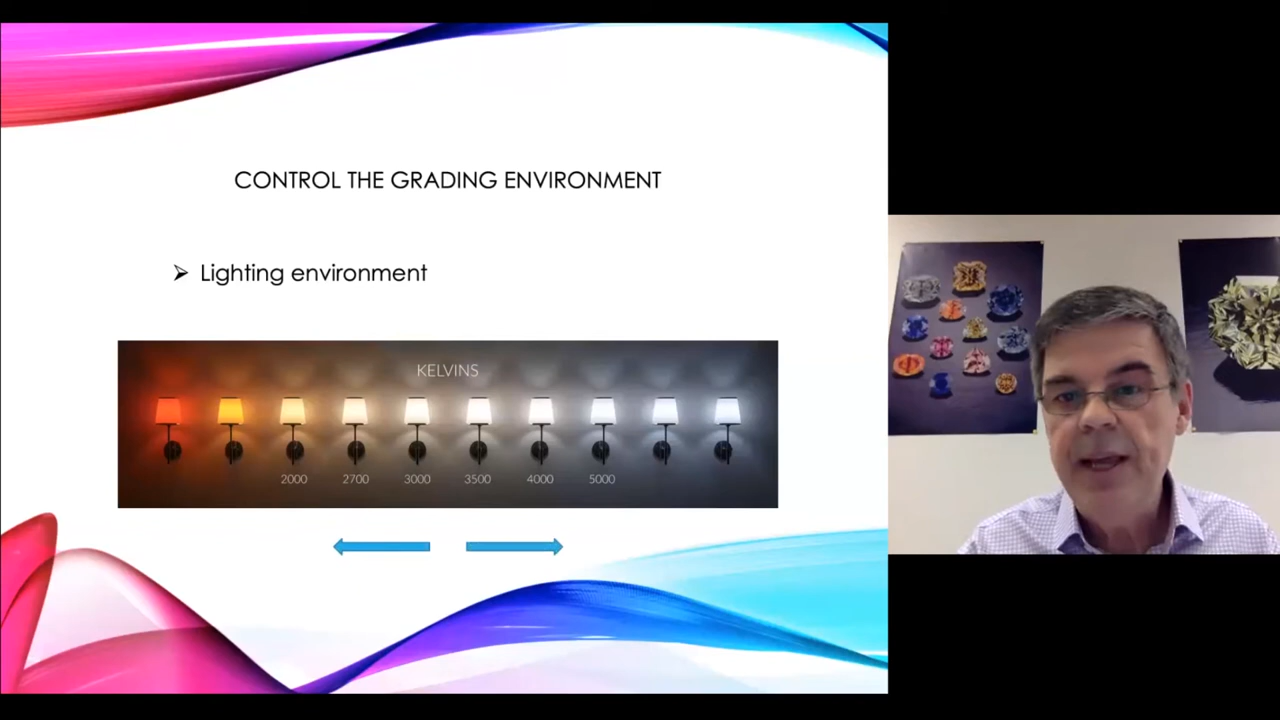 CONTROL THE GRADING ENVIRONMENT
Lighting environment
KELVINS
2000 2700 3000 3500 4000 5000